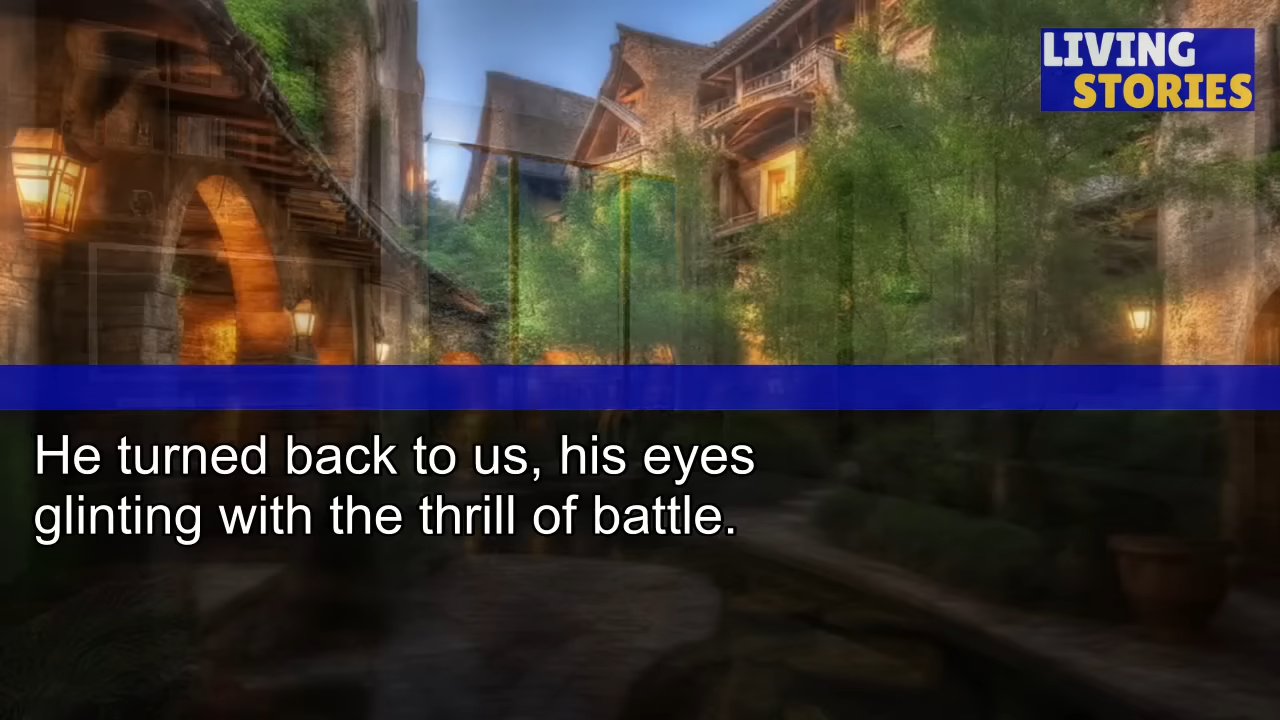 LIVING
STORIES
He turned back to us, his eyes
glinting with the thrill of battle.